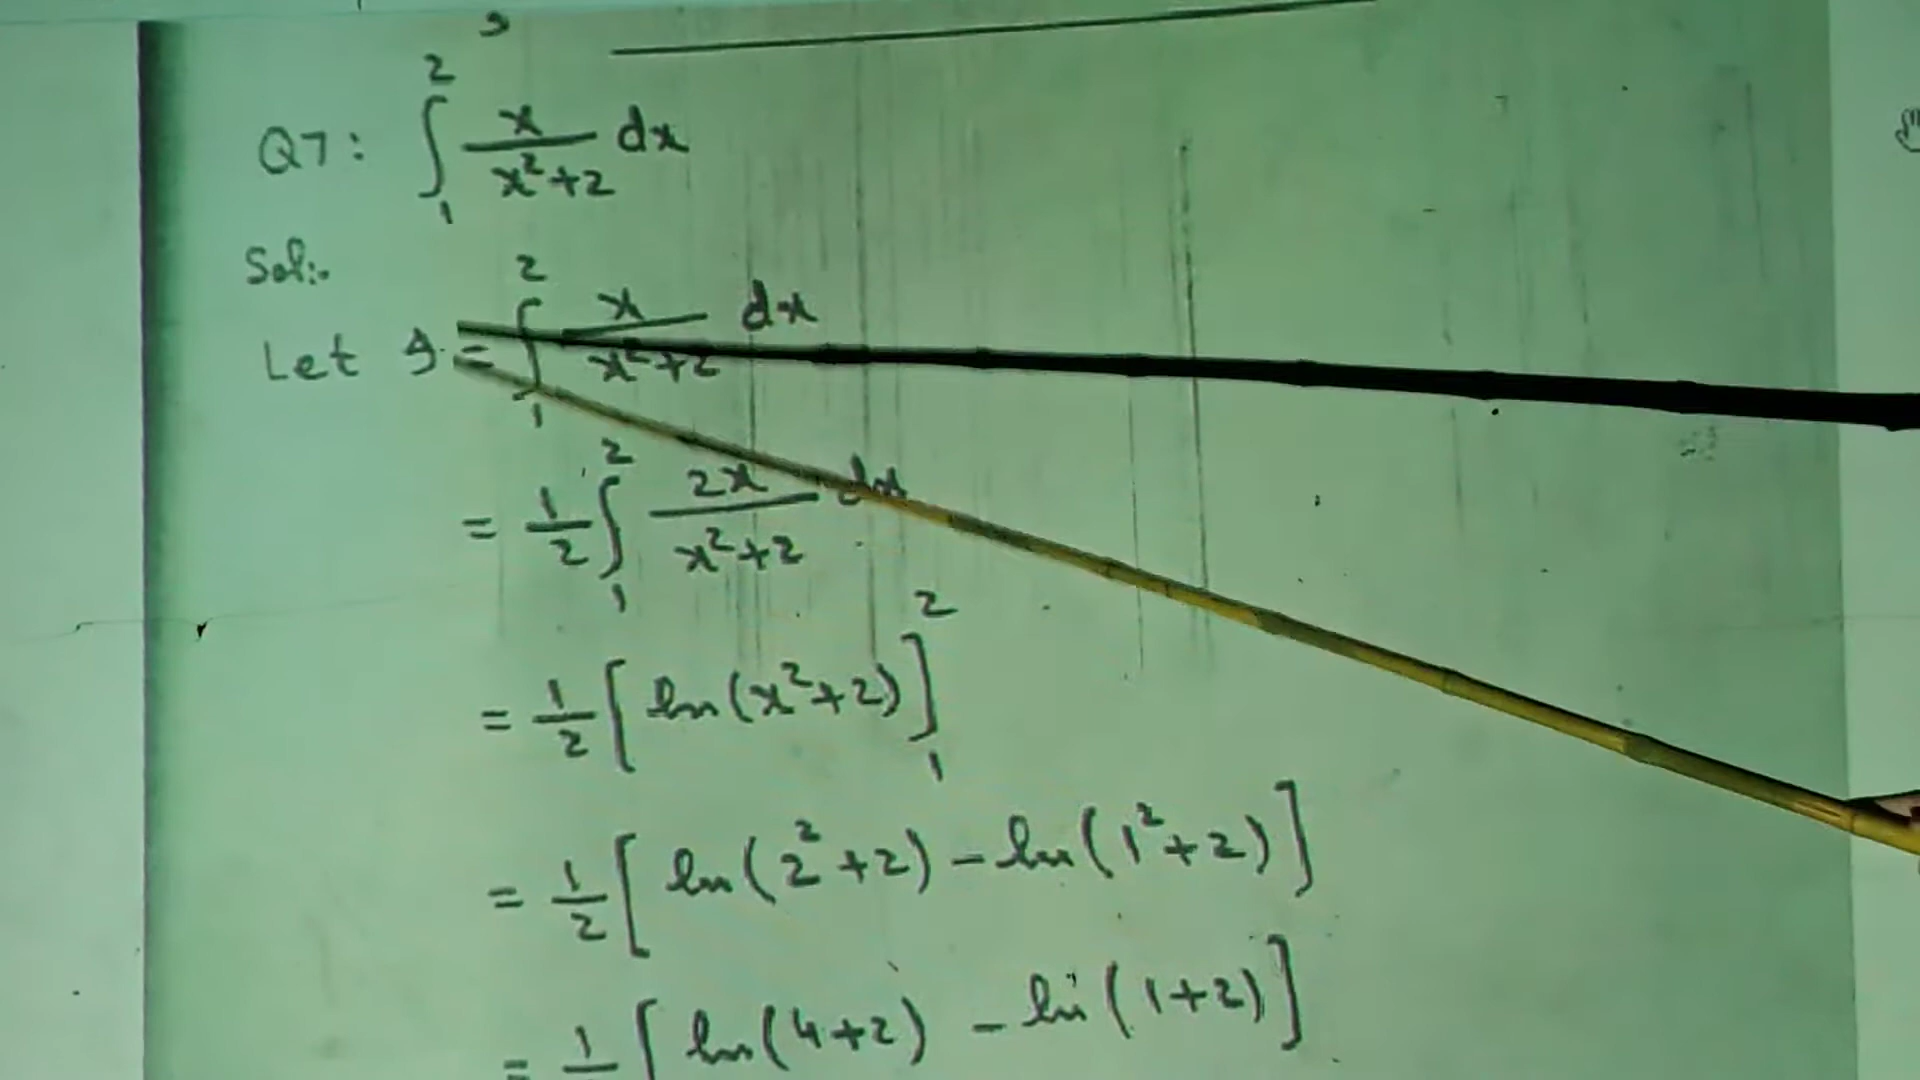 Q7: ∫₁² x/(x²+2) dx
Sol:-
Let I = ∫₁² x/(x²+2) dx
= 1/2 ∫₁² 2x/(x²+2) dx
= 1/2 [ln(x²+2)]₁²
= 1/2 [ln(2²+2) - ln(1²+2)]
= 1/ [ln(4+2) - ln(1+2)]